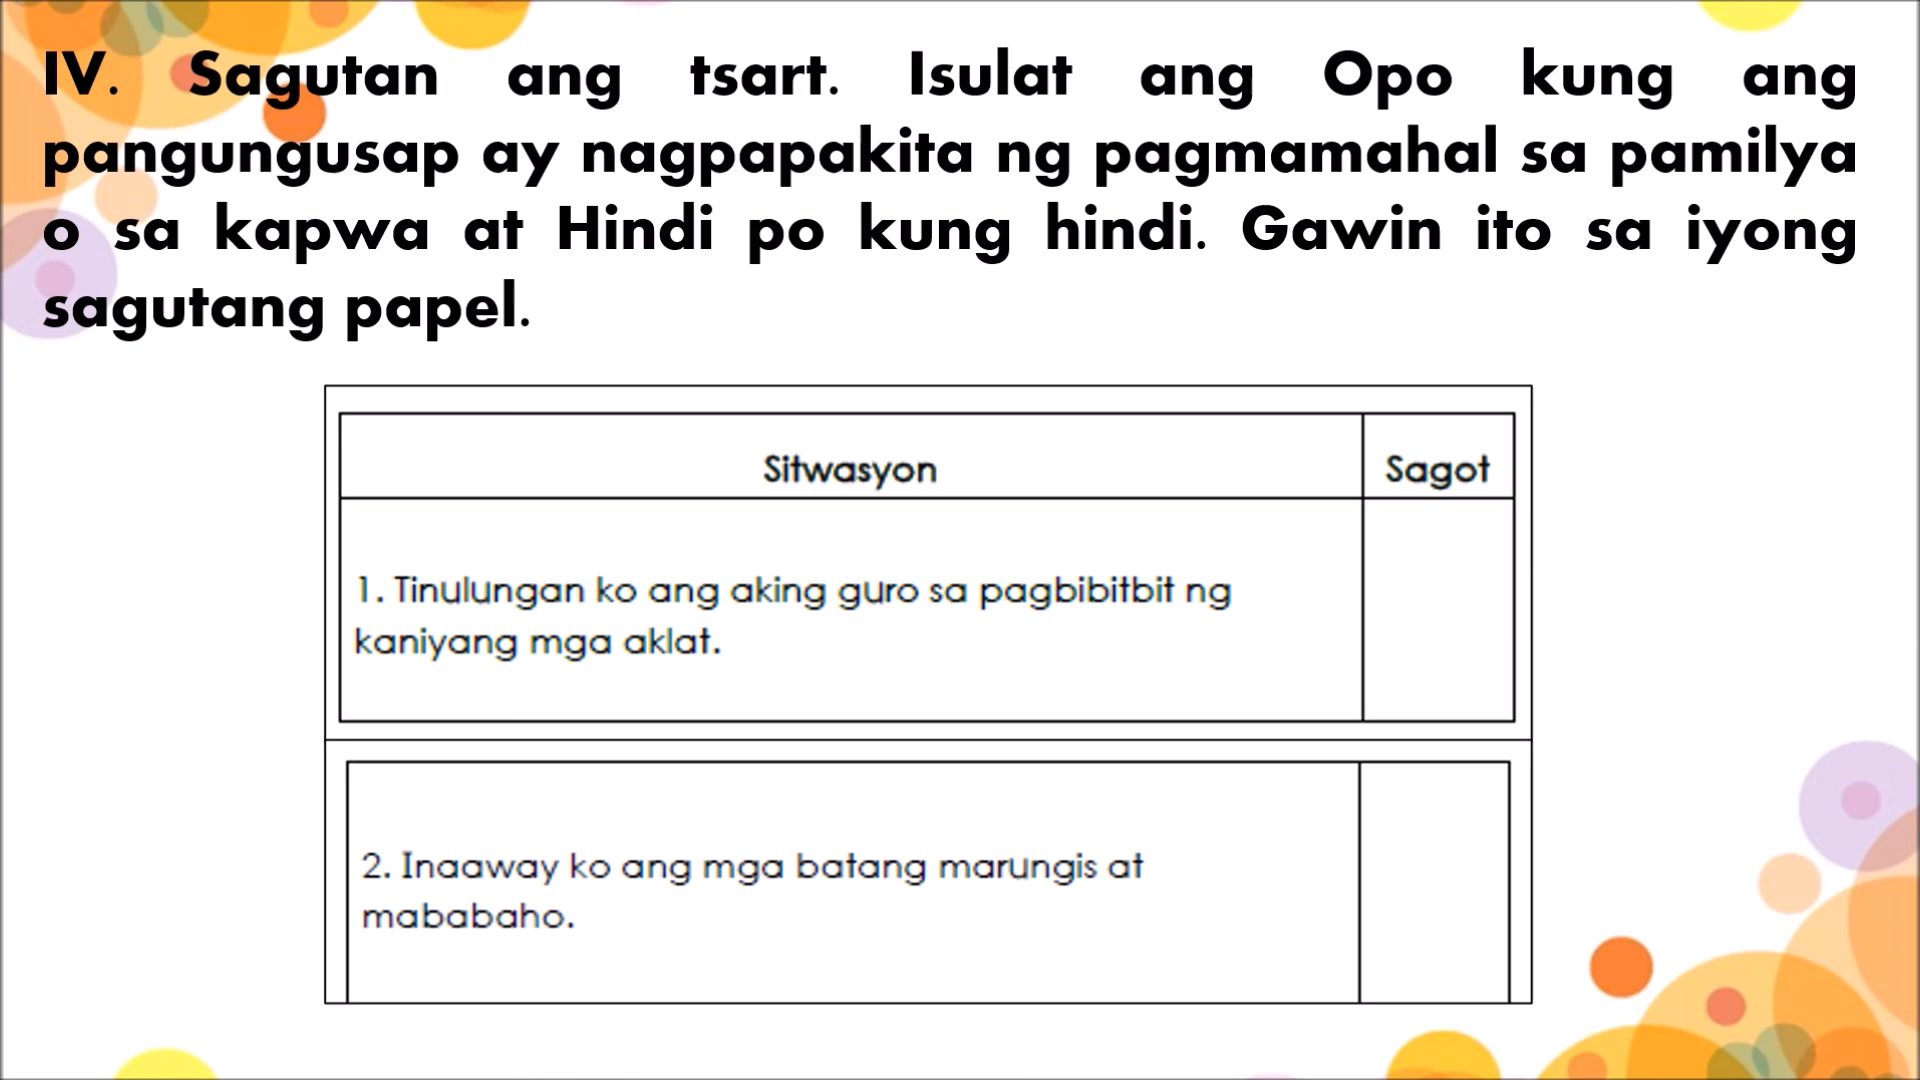 IV. Sagutan ang tsart. Isulat ang Opo kung ang
pangungusap ay nagpapakita ng pagmamahal sa pamilya
o sa kapwa at Hindi po kung hindi. Gawin ito sa iyong
sagutang papel.
Sitwasyon Sagot
1. Tinulungan ko ang aking guro sa pagbibitbit ng
kaniyang mga aklat.
2. Inaaway ko ang mga batang marungis at
mababaho.